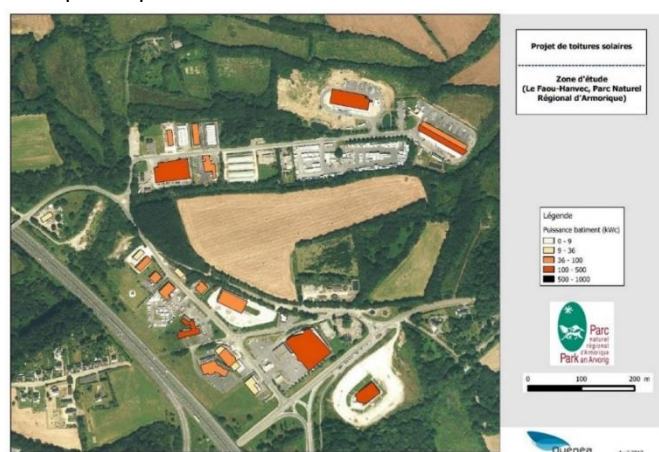 Projet de toitures solaires
Zone d'étude
(Le Faou-Hanvec, Parc Naturel
Régional d'Armorique)
Légende
Puissance batiment (kWc)
0 - 9
9 - 36
36 - 100
100 - 500
500 - 1000
Parc
naturel
régional
d'Armorique
Park
an Arvorig
0 100 200 m
Quénéa